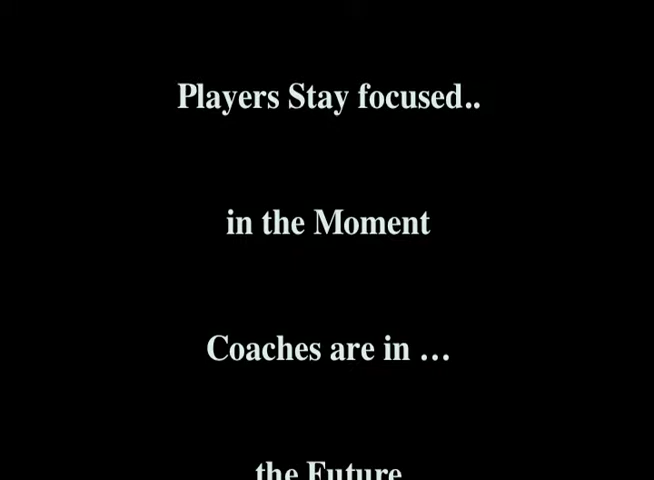 Players Stay focused..
in the Moment
Coaches are in …
the Future